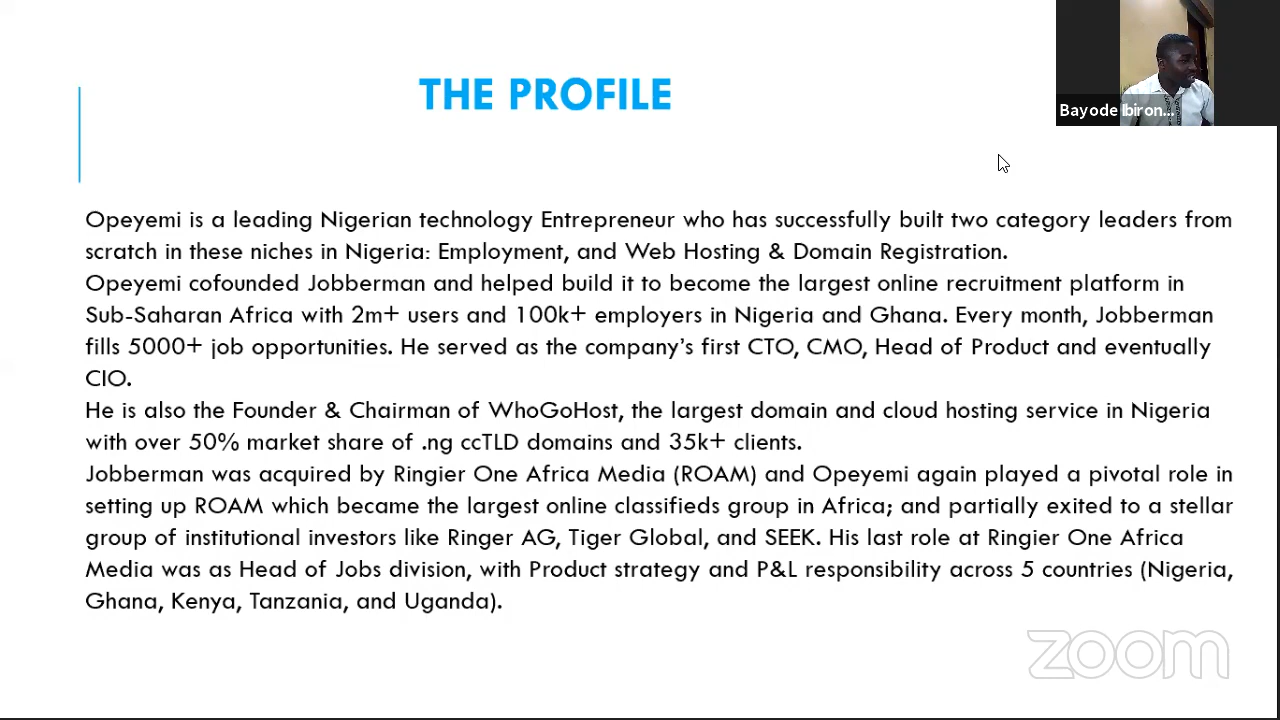 THE PROFILE
Bayode Ibiron...
Opeyemi is a leading Nigerian technology Entrepreneur who has successfully built two category leaders from
scratch in these niches in Nigeria: Employment, and Web Hosting & Domain Registration.
Opeyemi cofounded Jobberman and helped build it to become the largest online recruitment platform in
Sub-Saharan Africa with 2m+ users and 100k+ employers in Nigeria and Ghana. Every month, Jobberman
fills 5000+ job opportunities. He served as the company's first CTO, CMO, Head of Product and eventually
CIO.
He is also the Founder & Chairman of WhoGoHost, the largest domain and cloud hosting service in Nigeria
with over 50% market share of .ng ccTLD domains and 35k+ clients.
Jobberman was acquired by Ringier One Africa Media (ROAM) and Opeyemi again played a pivotal role in
setting up ROAM which became the largest online classifieds group in Africa; and partially exited to a stellar
group of institutional investors like Ringer AG, Tiger Global, and SEEK. His last role at Ringier One Africa
Media was as Head of Jobs division, with Product strategy and P&L responsibility across 5 countries (Nigeria,
Ghana, Kenya, Tanzania, and Uganda).
zoom